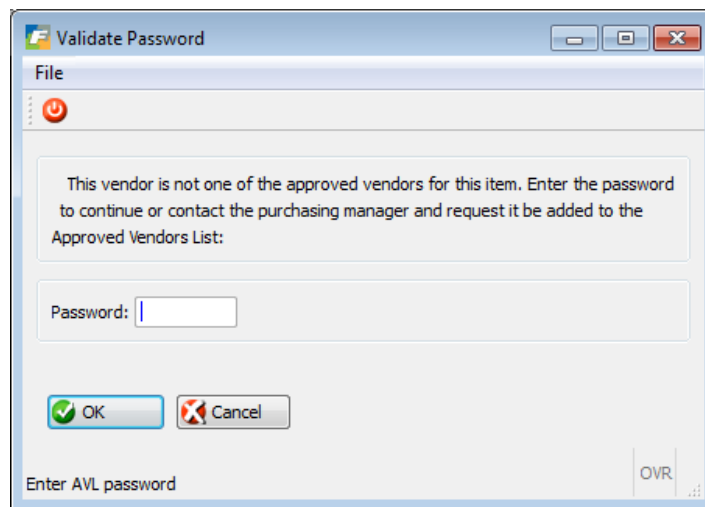 Validate Password
File
This vendor is not one of the approved vendors for this item. Enter the password
to continue or contact the purchasing manager and request it be added to the
Approved Vendors List:
Password:
OK
Cancel
OVR
Enter AVL password